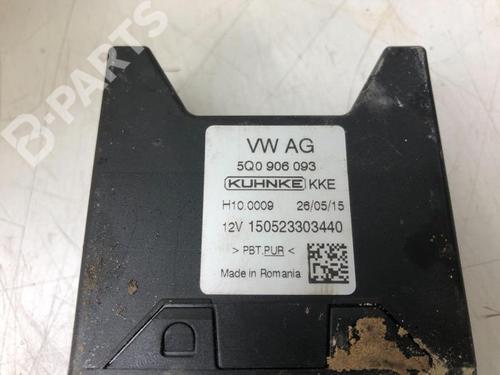 B-PARTS
VW AG
5Q0 906 093
KUHNKE KKE
H10.0009 26/05/15
12V 150523303440
> PBT.PUR <
Made in Romania